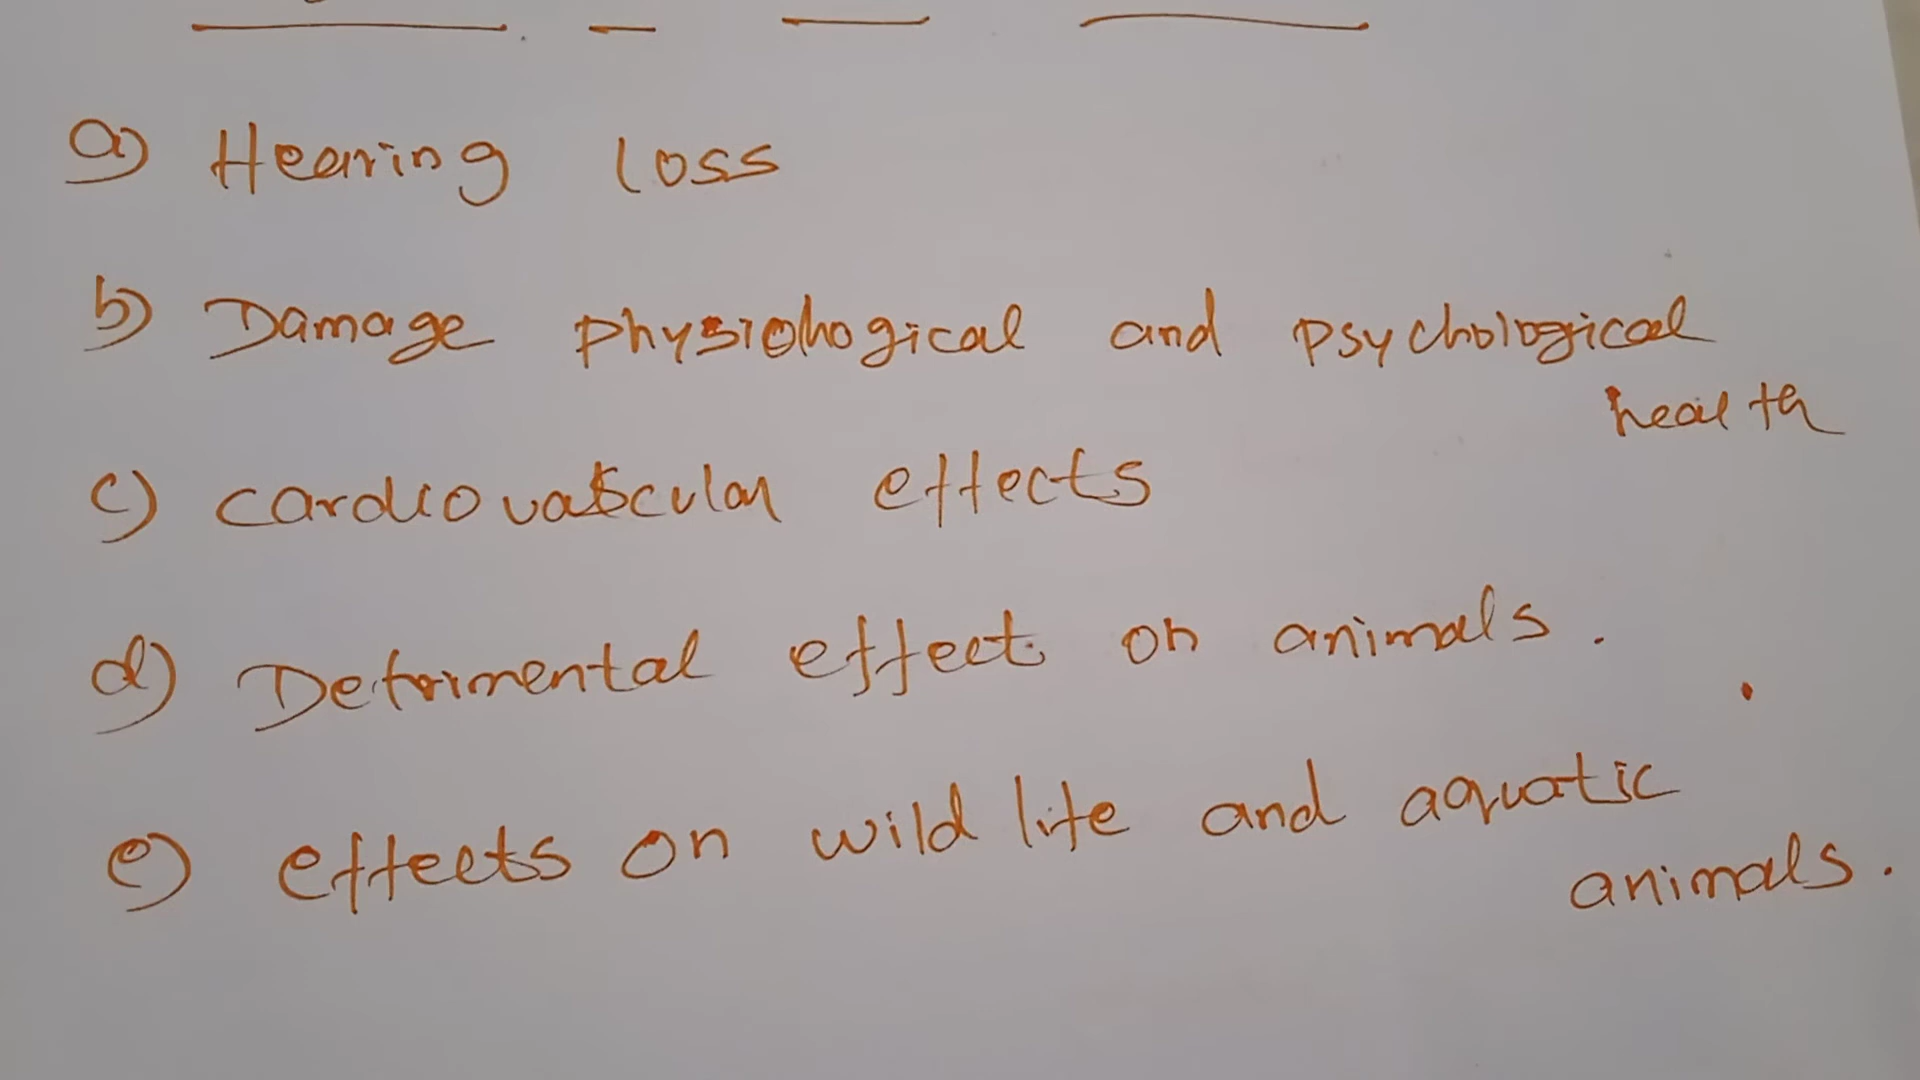 a) Hearing loss
b) Damage physiological and psychological
health
c) cardiovascular effects
d) Detrimental effect on animals.
e) effects on wild life and aquatic
animals.